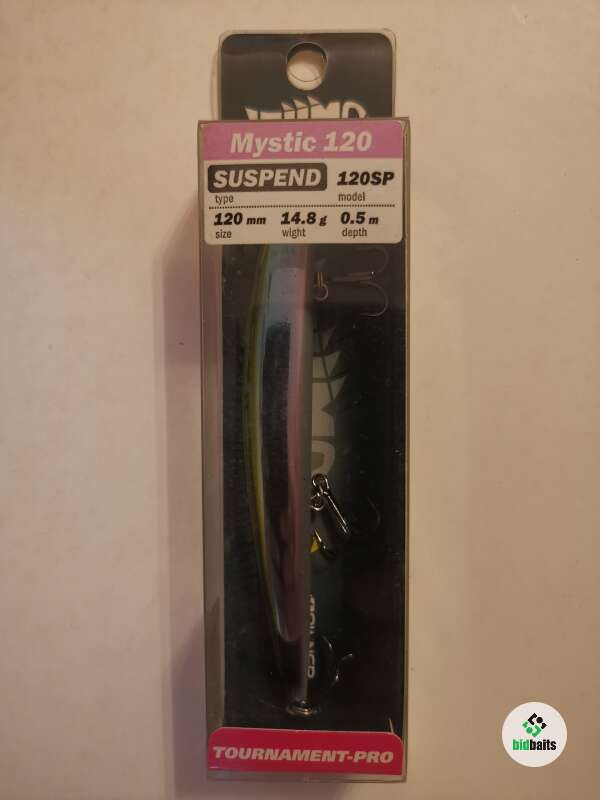 Mystic 120
SUSPEND 120SP
type model
120 mm 14.8 g 0.5 m
size wight depth
TOURNAMENT-PRO
bidbaits